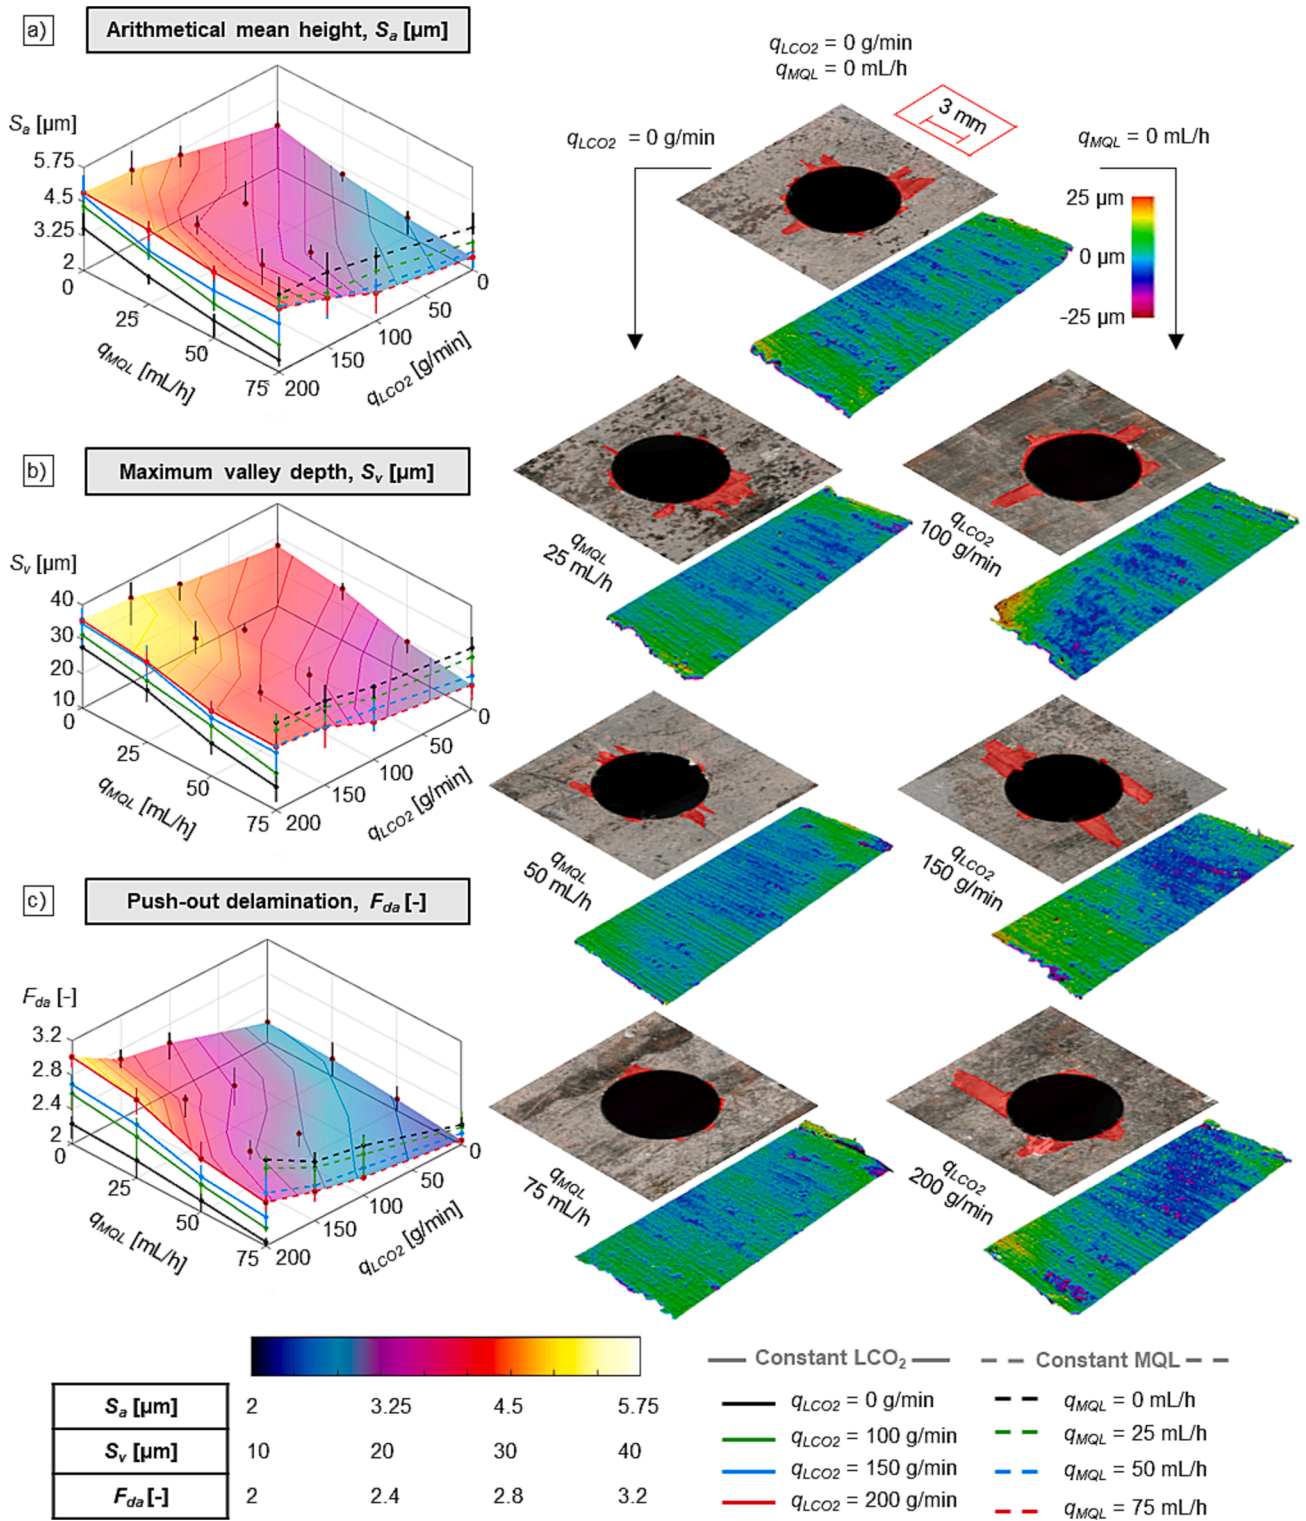 a)
Arithmetical mean height, Sa [µm]
Sa [µm]
5.75
4.5
3.25
2
0
25
50
75
qMQL [mL/h]
200
150
100
50
0
qLCO2 [g/min]
b)
Maximum valley depth, Sv [µm]
Sv [µm]
40
30
20
10
0
25
50
75
qMQL [mL/h]
200
150
100
50
0
qLCO2 [g/min]
c)
Push-out delamination, Fda [-]
Fda [-]
3.2
2.8
2.4
2
0
25
50
75
qMQL [mL/h]
200
150
100
50
0
qLCO2 [g/min]
qLCO2 = 0 g/min
qMQL = 0 mL/h
3 mm
qLCO2 = 0 g/min
qMQL = 0 mL/h
25 µm
0 µm
-25 µm
qMQL
25 mL/h
qLCO2
100 g/min
qMQL
50 mL/h
qLCO2
150 g/min
qMQL
75 mL/h
qLCO2
200 g/min
Sa [µm] 2 3.25 4.5 5.75
Sv [µm] 10 20 30 40
Fda [-] 2 2.4 2.8 3.2
Constant LCO2
qLCO2 = 0 g/min
qLCO2 = 100 g/min
qLCO2 = 150 g/min
qLCO2 = 200 g/min
Constant MQL
qMQL = 0 mL/h
qMQL = 25 mL/h
qMQL = 50 mL/h
qMQL = 75 mL/h